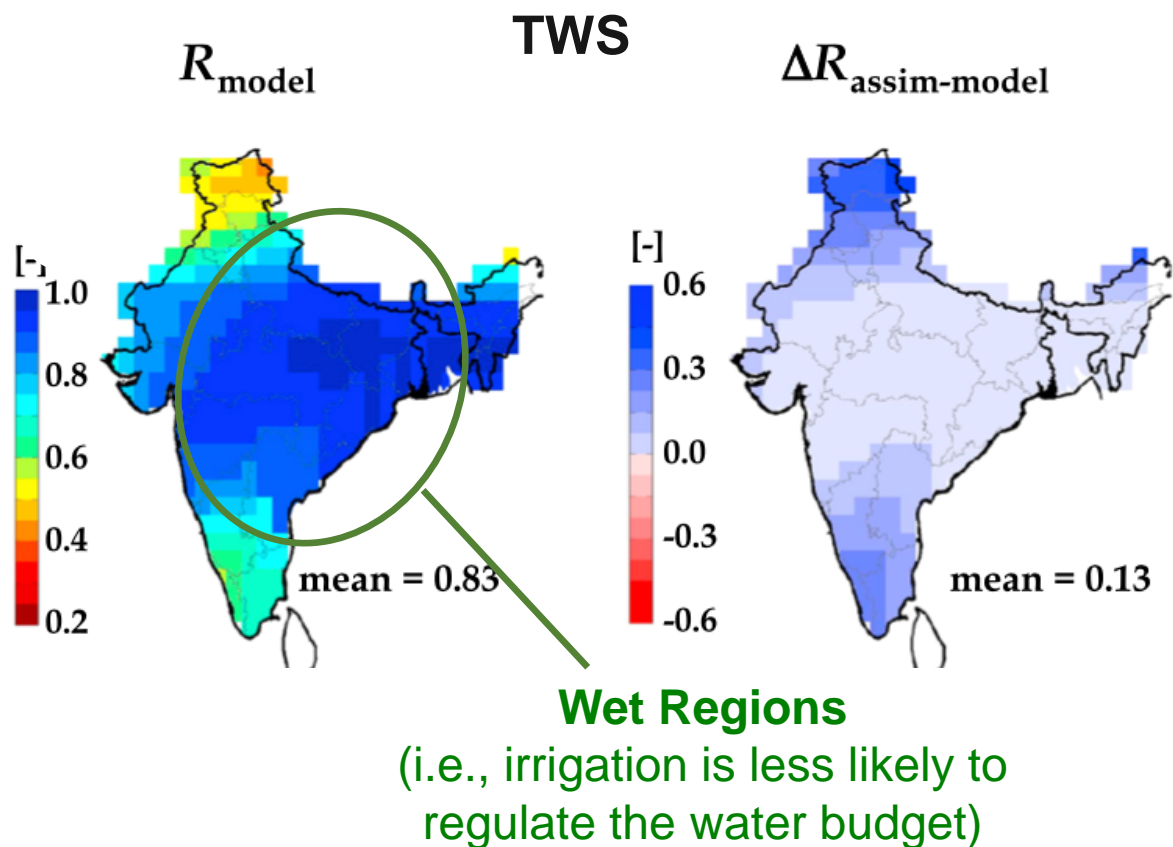 TWS
R_model
ΔR_assim-model
[-]
1.0
0.8
0.6
0.4
0.2
mean = 0.83
[-]
0.6
0.3
0.0
-0.3
-0.6
mean = 0.13
Wet Regions
(i.e., irrigation is less likely to
regulate the water budget)